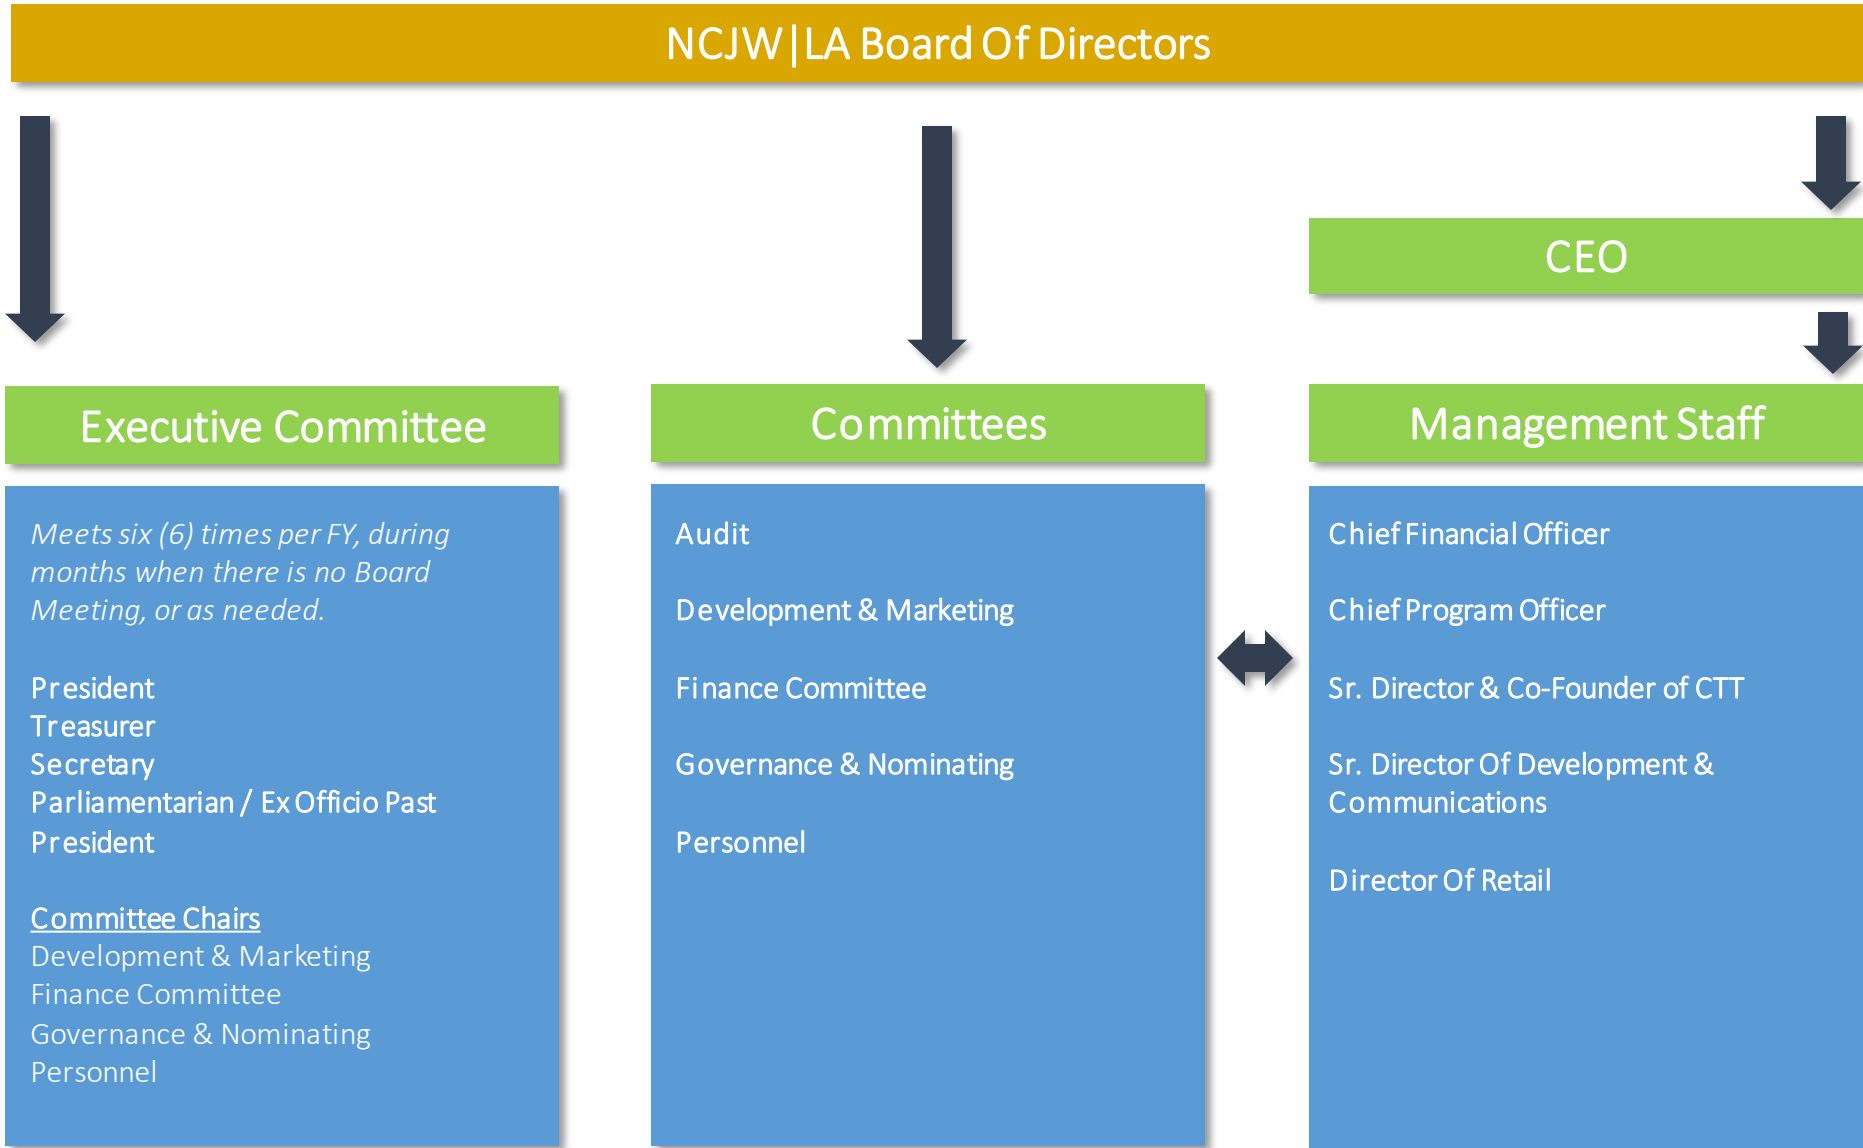 NCJW|LA Board Of Directors
CEO
Executive Committee
Meets six (6) times per FY, during
months when there is no Board
Meeting, or as needed.
President
Treasurer
Secretary
Parliamentarian / Ex Officio Past
President
Committee Chairs
Development & Marketing
Finance Committee
Governance & Nominating
Personnel
Committees
Audit
Development & Marketing
Finance Committee
Governance & Nominating
Personnel
Management Staff
Chief Financial Officer
Chief Program Officer
Sr. Director & Co-Founder of CTT
Sr. Director Of Development &
Communications
Director Of Retail